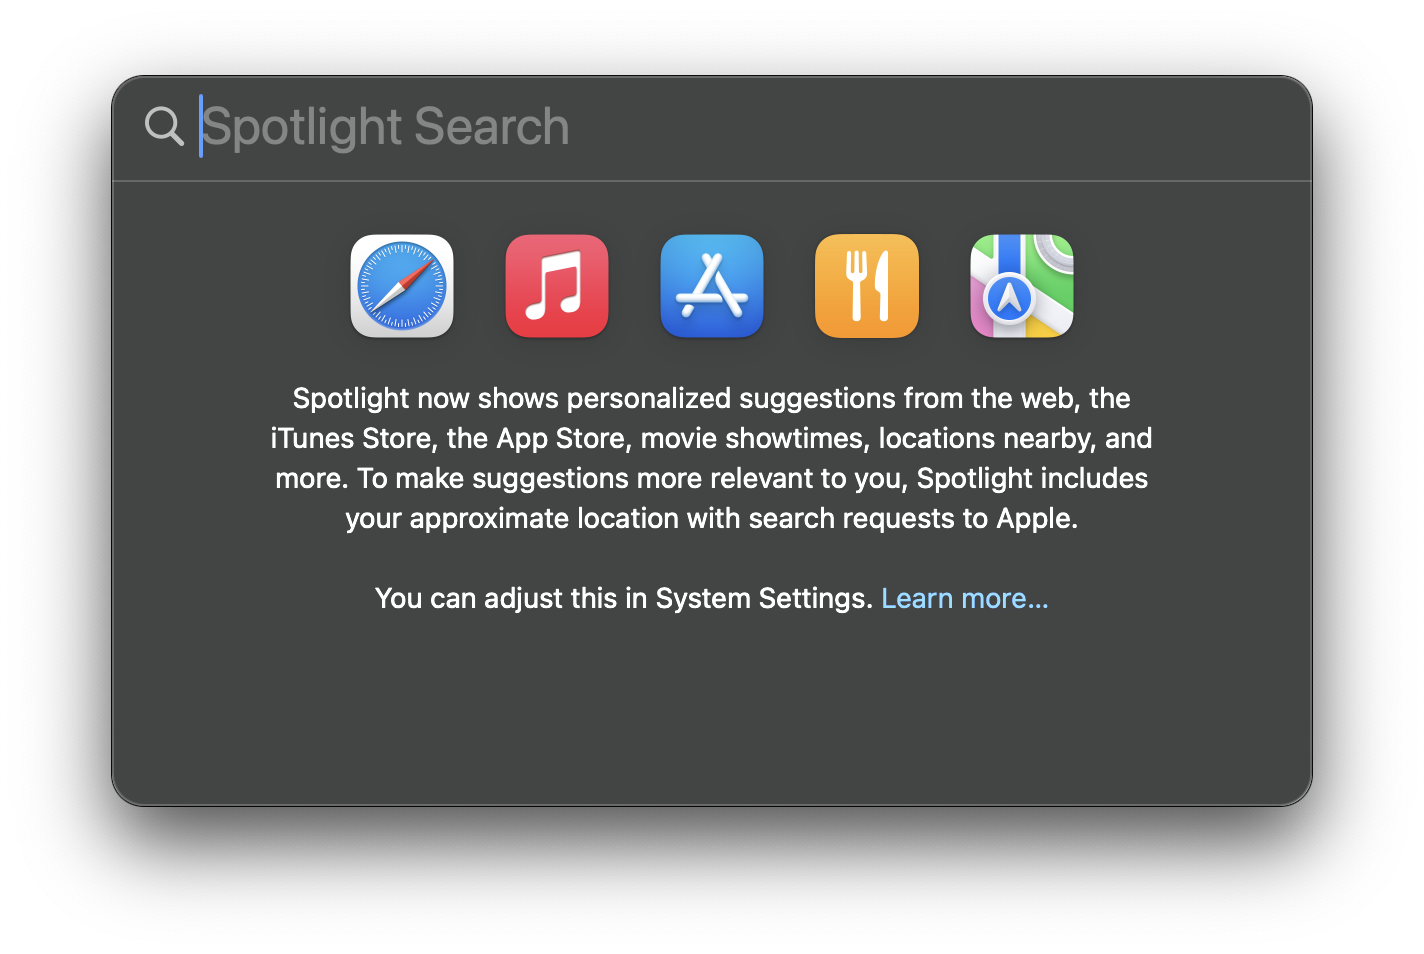 Spotlight Search
Spotlight now shows personalized suggestions from the web, the
iTunes Store, the App Store, movie showtimes, locations nearby, and
more. To make suggestions more relevant to you, Spotlight includes
your approximate location with search requests to Apple.
You can adjust this in System Settings. Learn more...